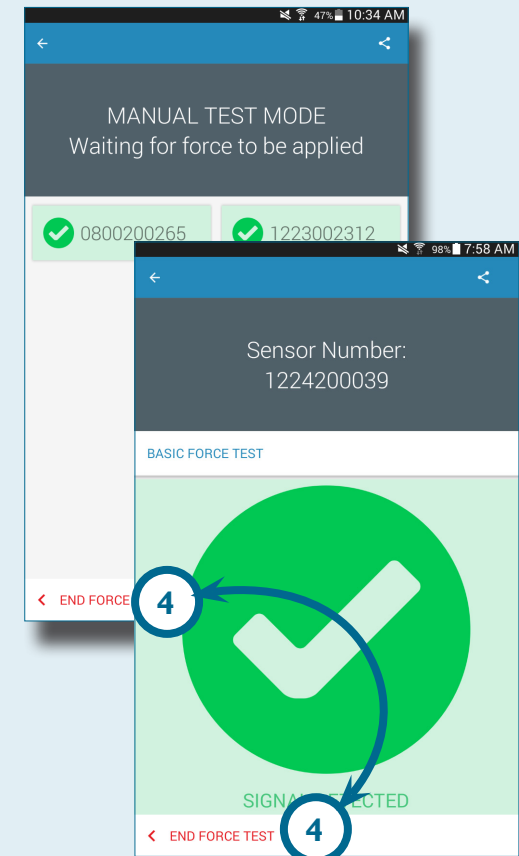 47% 10:34 AM
MANUAL TEST MODE
Waiting for force to be applied
0800200265
1223002312
END FORCE
4
98% 7:58 AM
Sensor Number:
1224200039
BASIC FORCE TEST
END FORCE TEST
4